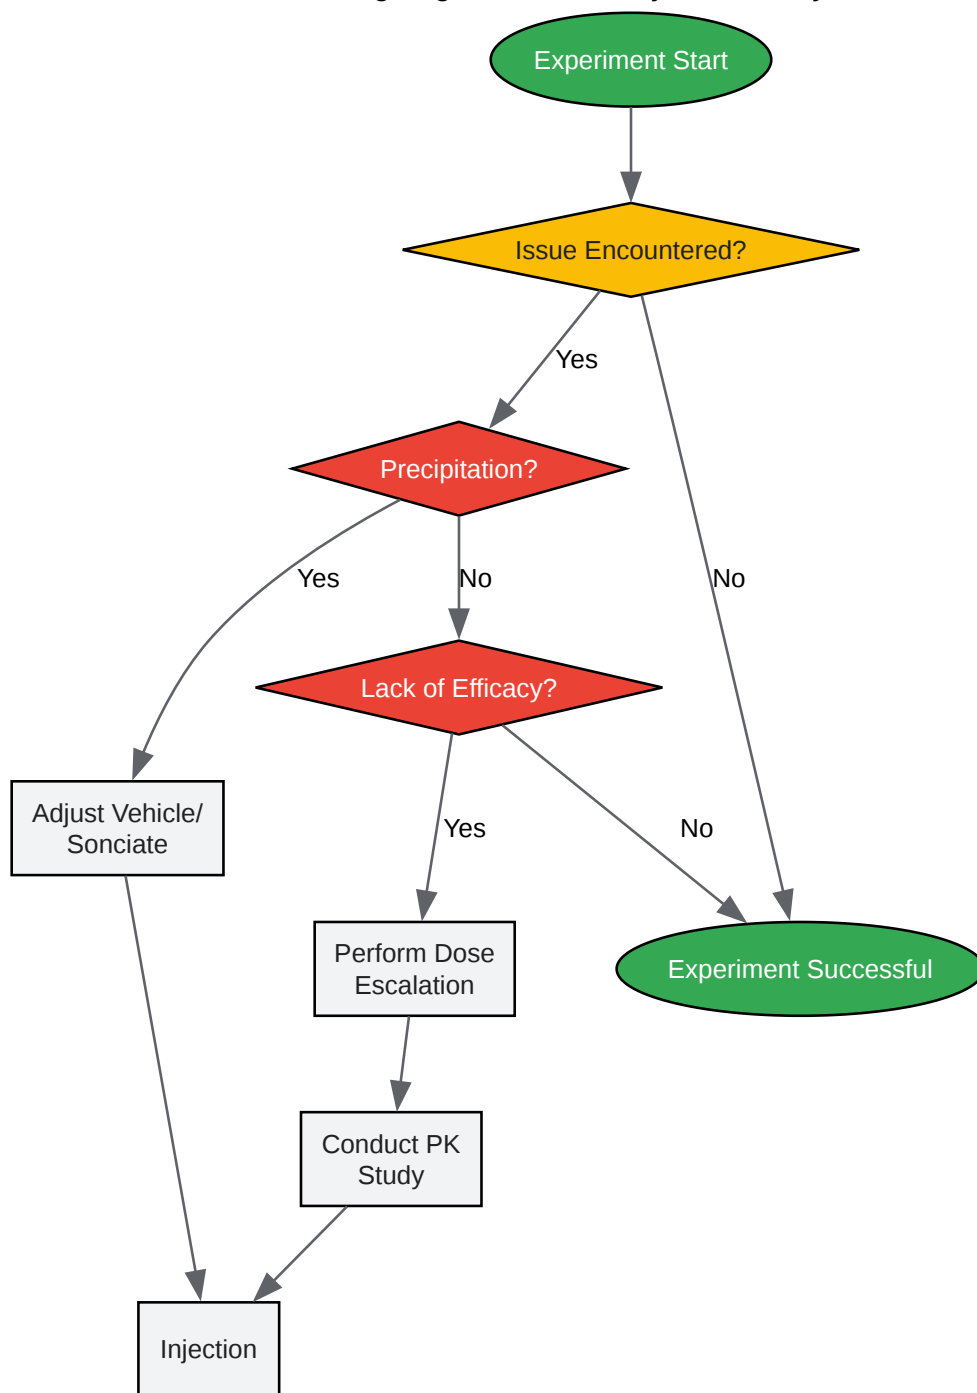 Experiment Start
Issue Encountered?
Yes
Precipitation?
Yes
No
No
Lack of Efficacy?
Adjust Vehicle/
Sonciate
Yes
No
Perform Dose
Escalation
Experiment Successful
Conduct PK
Study
Injection